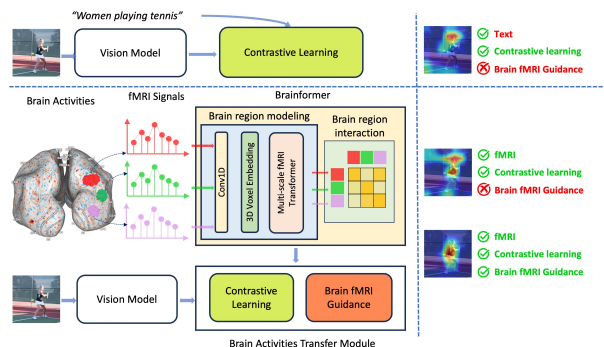 "Women playing tennis"
Vision Model
Contrastive Learning
Text
Contrastive learning
Brain fMRI Guidance
Brain Activities
fMRI Signals
Brainformer
Brain region modeling
Conv1D
3D Voxel Embedding
Multi-scale fMRI
Transformer
Brain region
interaction
fMRI
Contrastive learning
Brain fMRI Guidance
fMRI
Contrastive learning
Brain fMRI Guidance
Vision Model
Contrastive
Learning
Brain fMRI
Guidance
Brain Activities Transfer Module